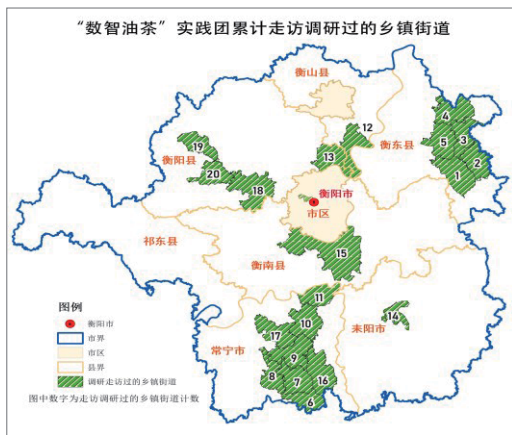 “数智油茶”实践团累计走访调研过的乡镇街道
衡山县
12
4
3
5
衡东县
2
1
19
衡阳县
20
18
13
衡阳市
市区
祁东县
衡南县
15
11
10
17
9
8
7
16
6
常宁市
14
耒阳市
图例
衡阳市
市界
市区
县界
调研走访过的乡镇街道
图中数字为走访调研过的乡镇街道计数